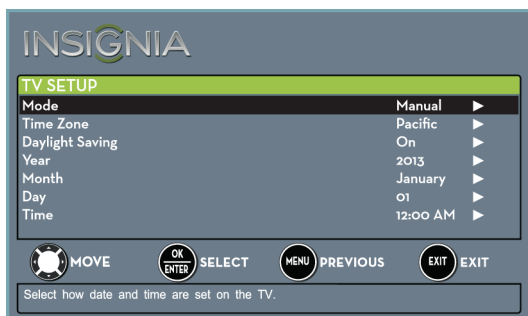 INSIGNIA
TV SETUP
Mode Manual
Time Zone Pacific
Daylight Saving On
Year 2013
Month January
Day 01
Time 12:00 AM
MOVE OK ENTER SELECT MENU PREVIOUS EXIT EXIT
Select how date and time are set on the TV.